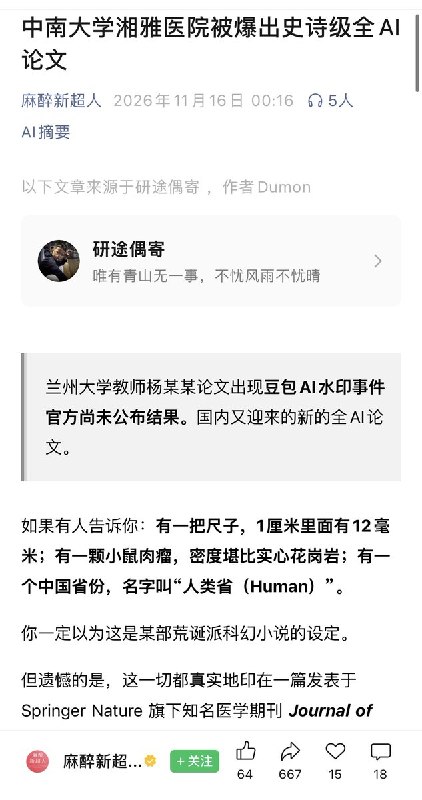 中南大学湘雅医院被爆出史诗级全AI
论文
麻醉新超人 2026年11月16日 00:16 5人
AI摘要
以下文章来源于研途偶寄，作者Dumon
研途偶寄
唯有青山无一事，不忧风雨不忧晴
兰州大学教师杨某某论文出现豆包AI水印事件
官方尚未公布结果。国内又迎来的新的全AI论
文。
如果有人告诉你：有一把尺子，1厘米里面有12毫
米；有一颗小鼠肉瘤，密度堪比实心花岗岩；有一
个中国省份，名字叫“人类省（Human）”。
你一定以为这是某部荒诞派科幻小说的设定。
但遗憾的是，这一切都真实地印在一篇发表于
Springer Nature 旗下知名医学期刊 Journal of
麻醉新超... +关注 64 667 15 18